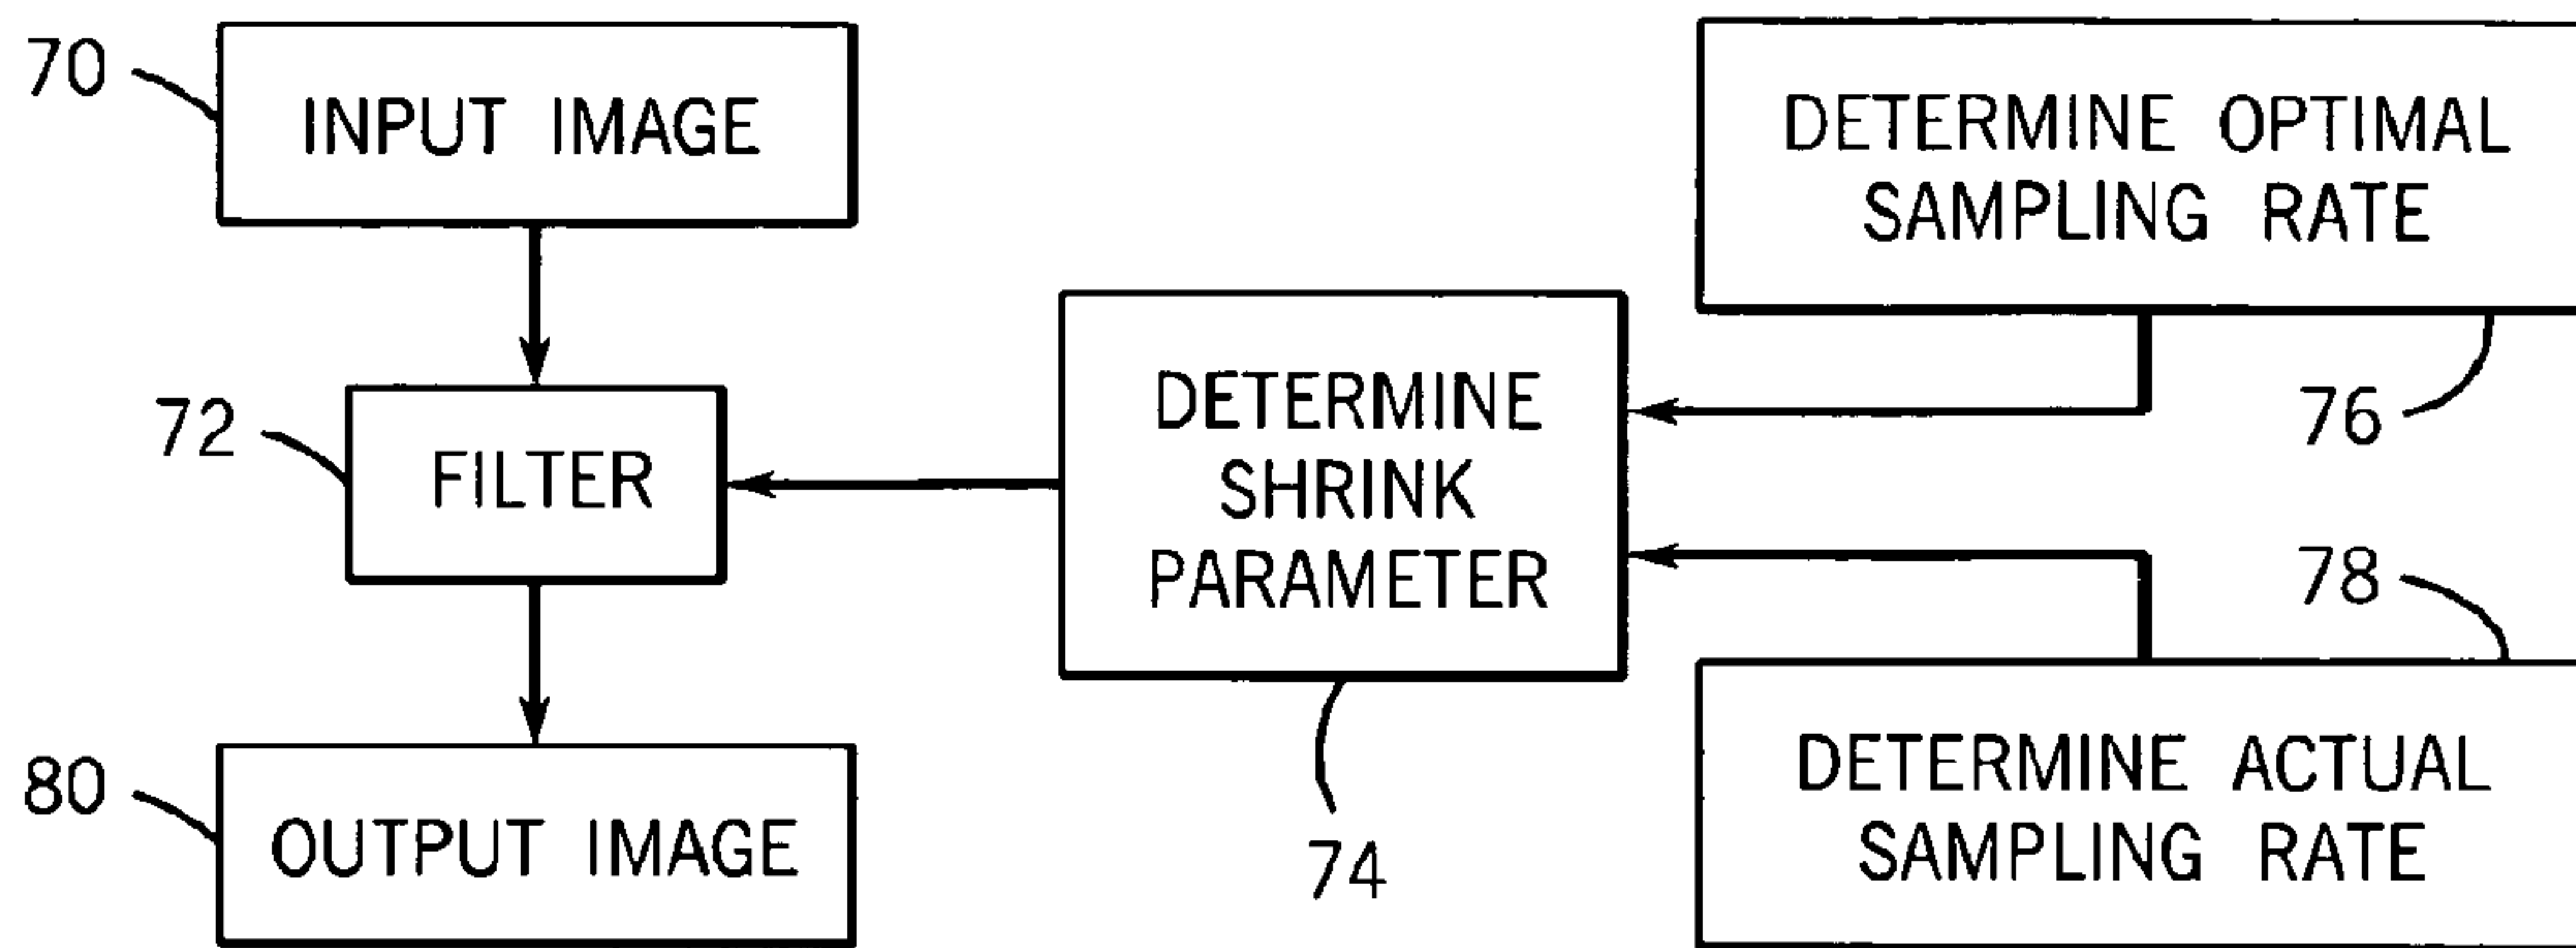 70
INPUT IMAGE
72
FILTER
80
OUTPUT IMAGE
DETERMINE
SHRINK
PARAMETER
74
DETERMINE OPTIMAL
SAMPLING RATE
76
78
DETERMINE ACTUAL
SAMPLING RATE